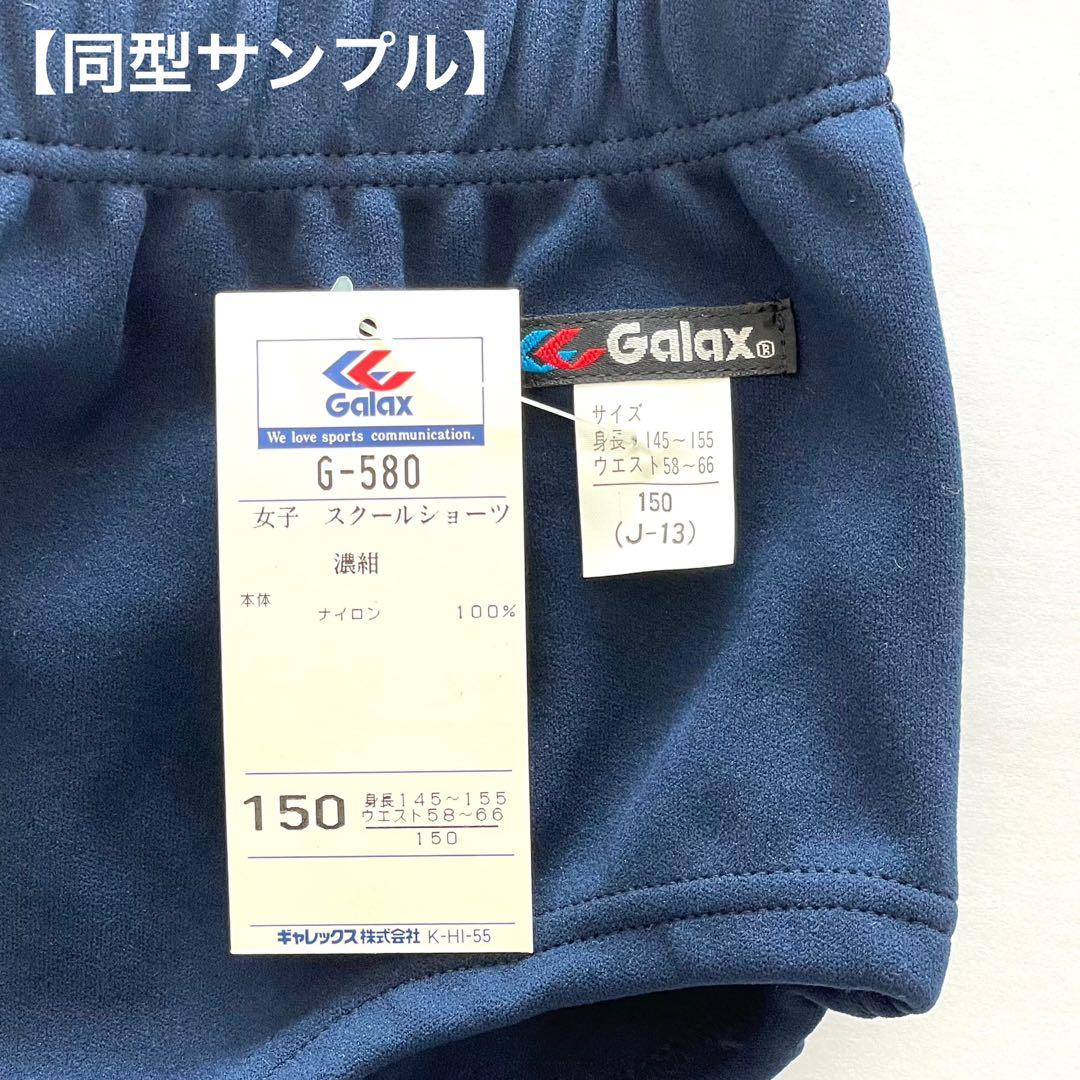 【同型サンプル】
Galax
We love sports communication.
G-580
女子 スクールショーツ
濃紺
本体 ナイロン 100%
150 身長145~155
ウエスト58~66
150
ギャレックス株式会社 K-HI-55
Galax®
サイズ
身長 145~155
ウエスト58~66
150
(J-13)